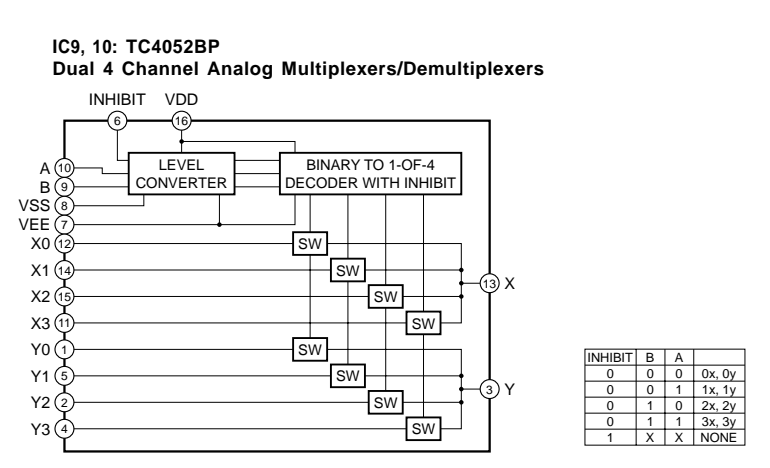 IC9, 10: TC4052BP
Dual 4 Channel Analog Multiplexers/Demultiplexers
INHIBIT VDD
6 16
A 10 LEVEL BINARY TO 1-OF-4
B 9 CONVERTER DECODER WITH INHIBIT
VSS 8
VEE 7
X0 12 SW
X1 14 SW
13 X
X2 15 SW
X3 11 SW
Y0 1 SW
Y1 5 SW
3 Y
Y2 2 SW
Y3 4 SW
INHIBIT B A
0 0 0 0x, 0y
0 0 1 1x, 1y
0 1 0 2x, 2y
0 1 1 3x, 3y
1 X X NONE